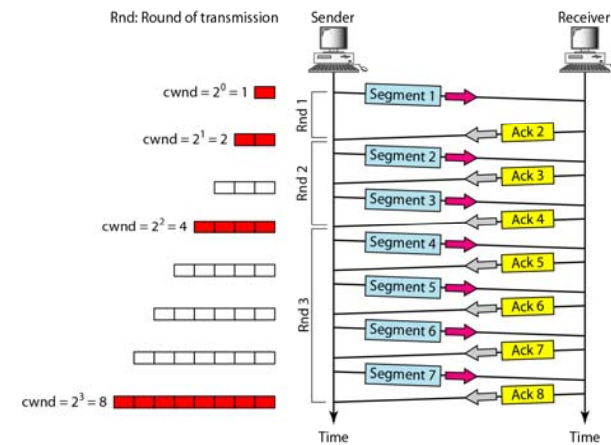 Rnd: Round of transmission
Sender
Receiver
cwnd = 2⁰ = 1
Rnd 1
Segment 1
Ack 2
cwnd = 2¹ = 2
Rnd 2
Segment 2
Ack 3
Segment 3
Ack 4
cwnd = 2² = 4
Rnd 3
Segment 4
Ack 5
Segment 5
Ack 6
Segment 6
Ack 7
Segment 7
Ack 8
cwnd = 2³ = 8
Time
Time